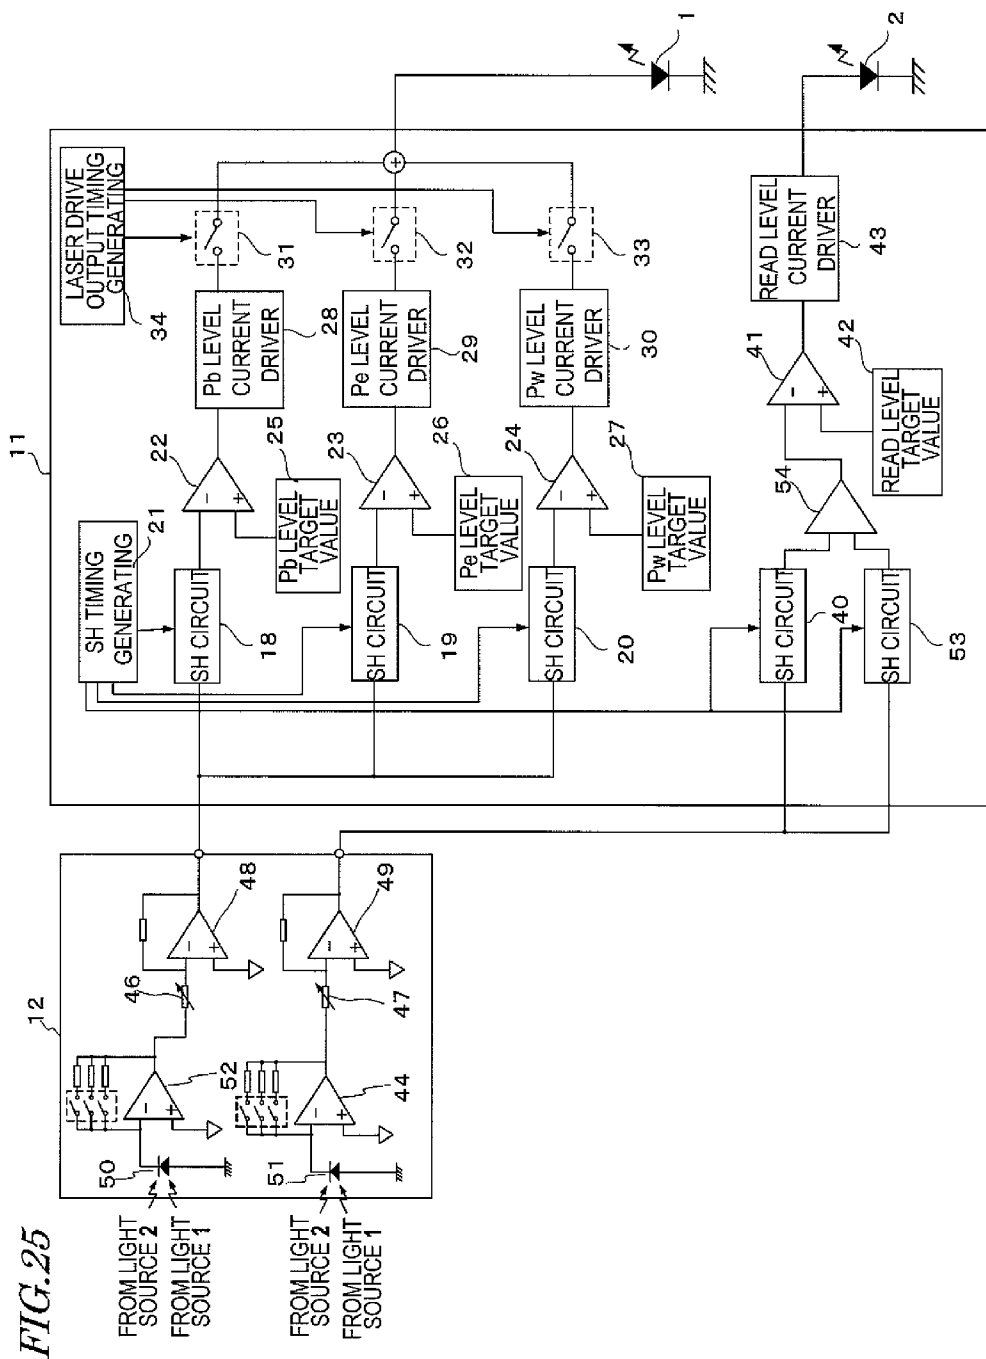 FIG.25
FROM LIGHT
SOURCE 2
FROM LIGHT
SOURCE 1
FROM LIGHT
SOURCE 2
FROM LIGHT
SOURCE 1
12
50
52
46
48
+
−
+
−
51
44
47
49
+
−
+
−
11
SH TIMING
GENERATING
21
SH CIRCUIT
18
SH CIRCUIT
19
SH CIRCUIT
20
SH CIRCUIT
40
SH CIRCUIT
53
22
−
+
Pb LEVEL
TARGET
VALUE
25
23
−
+
Pe LEVEL
TARGET
VALUE
26
24
−
+
Pw LEVEL
TARGET
VALUE
27
54
41
−
+
READ LEVEL
TARGET
VALUE
42
LASER DRIVE
OUTPUT TIMING
GENERATING
34
Pb LEVEL
CURRENT
DRIVER
28
Pe LEVEL
CURRENT
DRIVER
29
Pw LEVEL
CURRENT
DRIVER
30
READ LEVEL
CURRENT
DRIVER
43
31
32
33
+
1
2